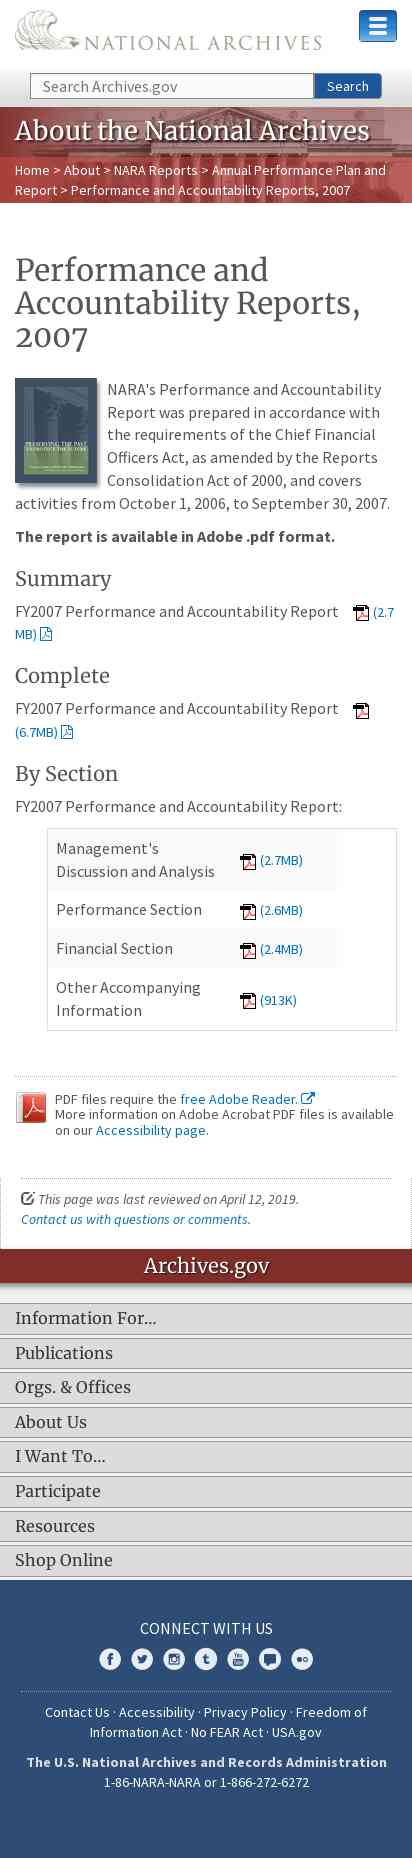 NATIONAL ARCHIVES
Search Archives.gov
Search
About the National Archives
Home > About > NARA Reports > Annual Performance Plan and
Report > Performance and Accountability Reports, 2007
Performance and
Accountability Reports,
2007
PRESERVING THE PAST
TO PROTECT THE FUTURE
NARA's Performance and Accountability
Report was prepared in accordance with
the requirements of the Chief Financial
Officers Act, as amended by the Reports
Consolidation Act of 2000, and covers
activities from October 1, 2006, to September 30, 2007.
The report is available in Adobe .pdf format.
Summary
FY2007 Performance and Accountability Report (2.7
MB)
Complete
FY2007 Performance and Accountability Report
(6.7MB)
By Section
FY2007 Performance and Accountability Report:
Management's
Discussion and Analysis
(2.7MB)
Performance Section (2.6MB)
Financial Section (2.4MB)
Other Accompanying
Information
(913K)
PDF files require the free Adobe Reader.
More information on Adobe Acrobat PDF files is available
on our Accessibility page.
This page was last reviewed on April 12, 2019.
Contact us with questions or comments.
Archives.gov
Information For…
Publications
Orgs. & Offices
About Us
I Want To…
Participate
Resources
Shop Online
CONNECT WITH US
Contact Us · Accessibility · Privacy Policy · Freedom of
Information Act · No FEAR Act · USA.gov
The U.S. National Archives and Records Administration
1-86-NARA-NARA or 1-866-272-6272